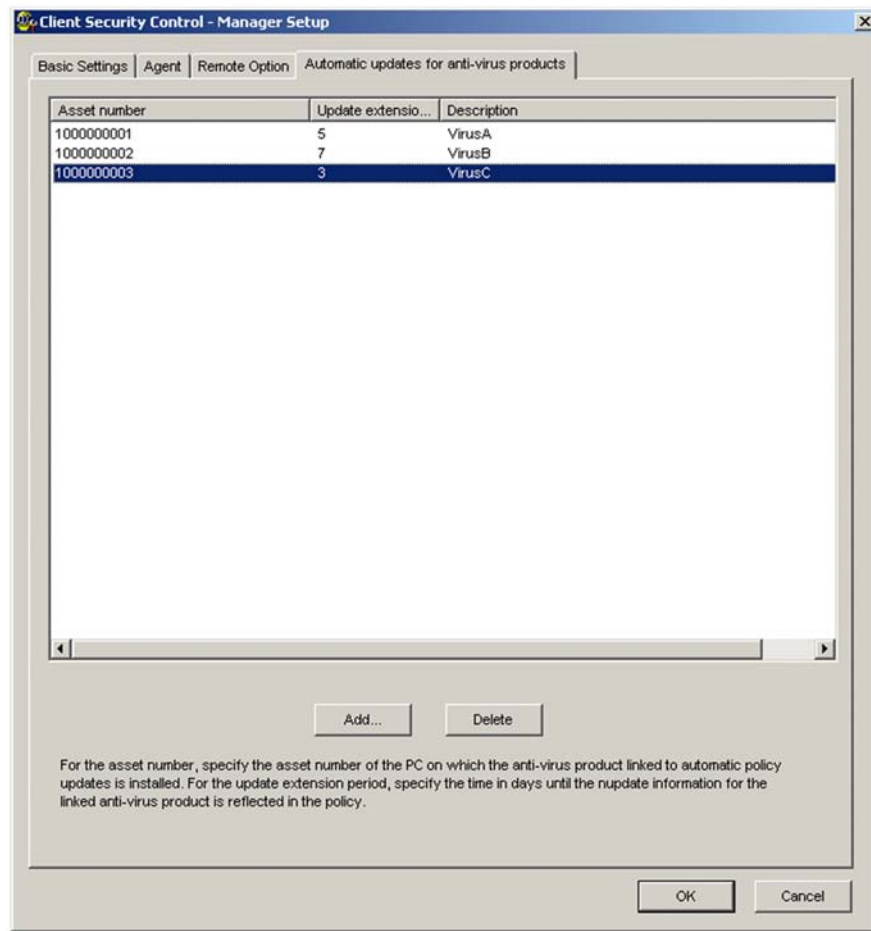 Client Security Control - Manager Setup
Basic Settings Agent Remote Option Automatic updates for anti-virus products
Asset number Update extensio... Description
1000000001 5 VirusA
1000000002 7 VirusB
1000000003 3 VirusC
Add... Delete
For the asset number, specify the asset number of the PC on which the anti-virus product linked to automatic policy
updates is installed. For the update extension period, specify the time in days until the nupdate information for the
linked anti-virus product is reflected in the policy.
OK Cancel